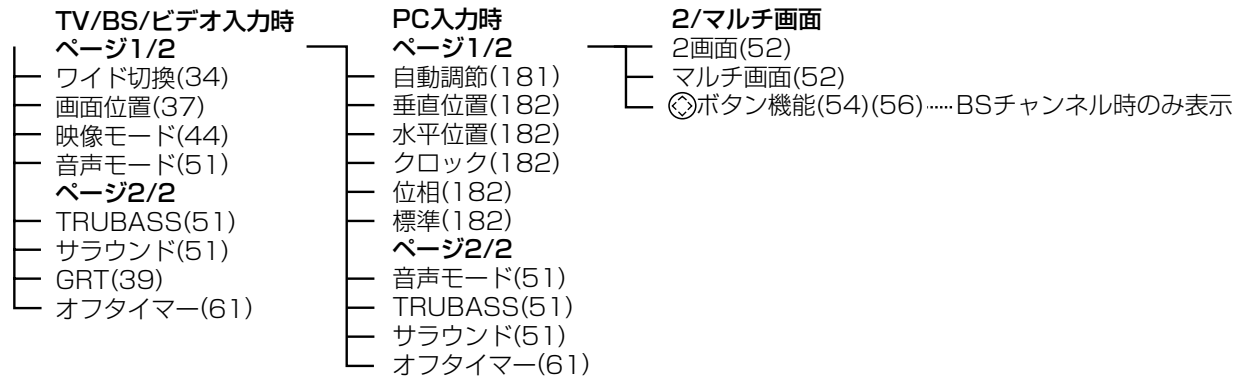 TV/BS/ビデオ入力時
ページ1/2
ワイド切換(34)
画面位置(37)
映像モード(44)
音声モード(51)
ページ2/2
TRUBASS(51)
サラウンド(51)
GRT(39)
オフタイマー(61)
PC入力時
ページ1/2
自動調節(181)
垂直位置(182)
水平位置(182)
クロック(182)
位相(182)
標準(182)
ページ2/2
音声モード(51)
TRUBASS(51)
サラウンド(51)
オフタイマー(61)
2/マルチ画面
2画面(52)
マルチ画面(52)
ボタン機能(54)(56)……BSチャンネル時のみ表示